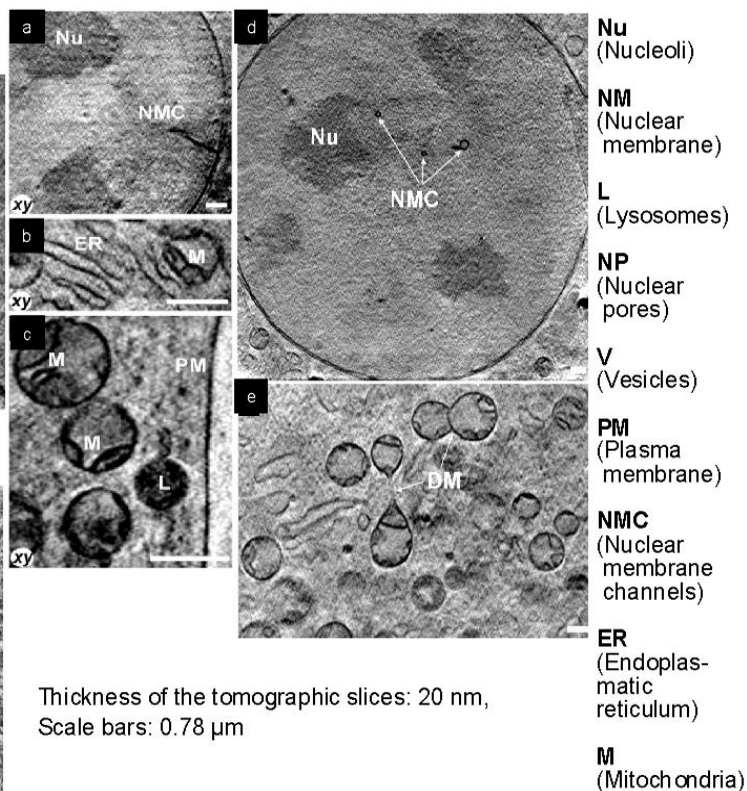 a
Nu
NMC
xy
b
ER
M
xy
c
M
PM
M
L
xy
d
Nu
NMC
e
DM
Thickness of the tomographic slices: 20 nm,
Scale bars: 0.78 µm
Nu
(Nucleoli)
NM
(Nuclear
membrane)
L
(Lysosomes)
NP
(Nuclear
pores)
V
(Vesicles)
PM
(Plasma
membrane)
NMC
(Nuclear
membrane
channels)
ER
(Endoplas-
matic
reticulum)
M
(Mitochondria)